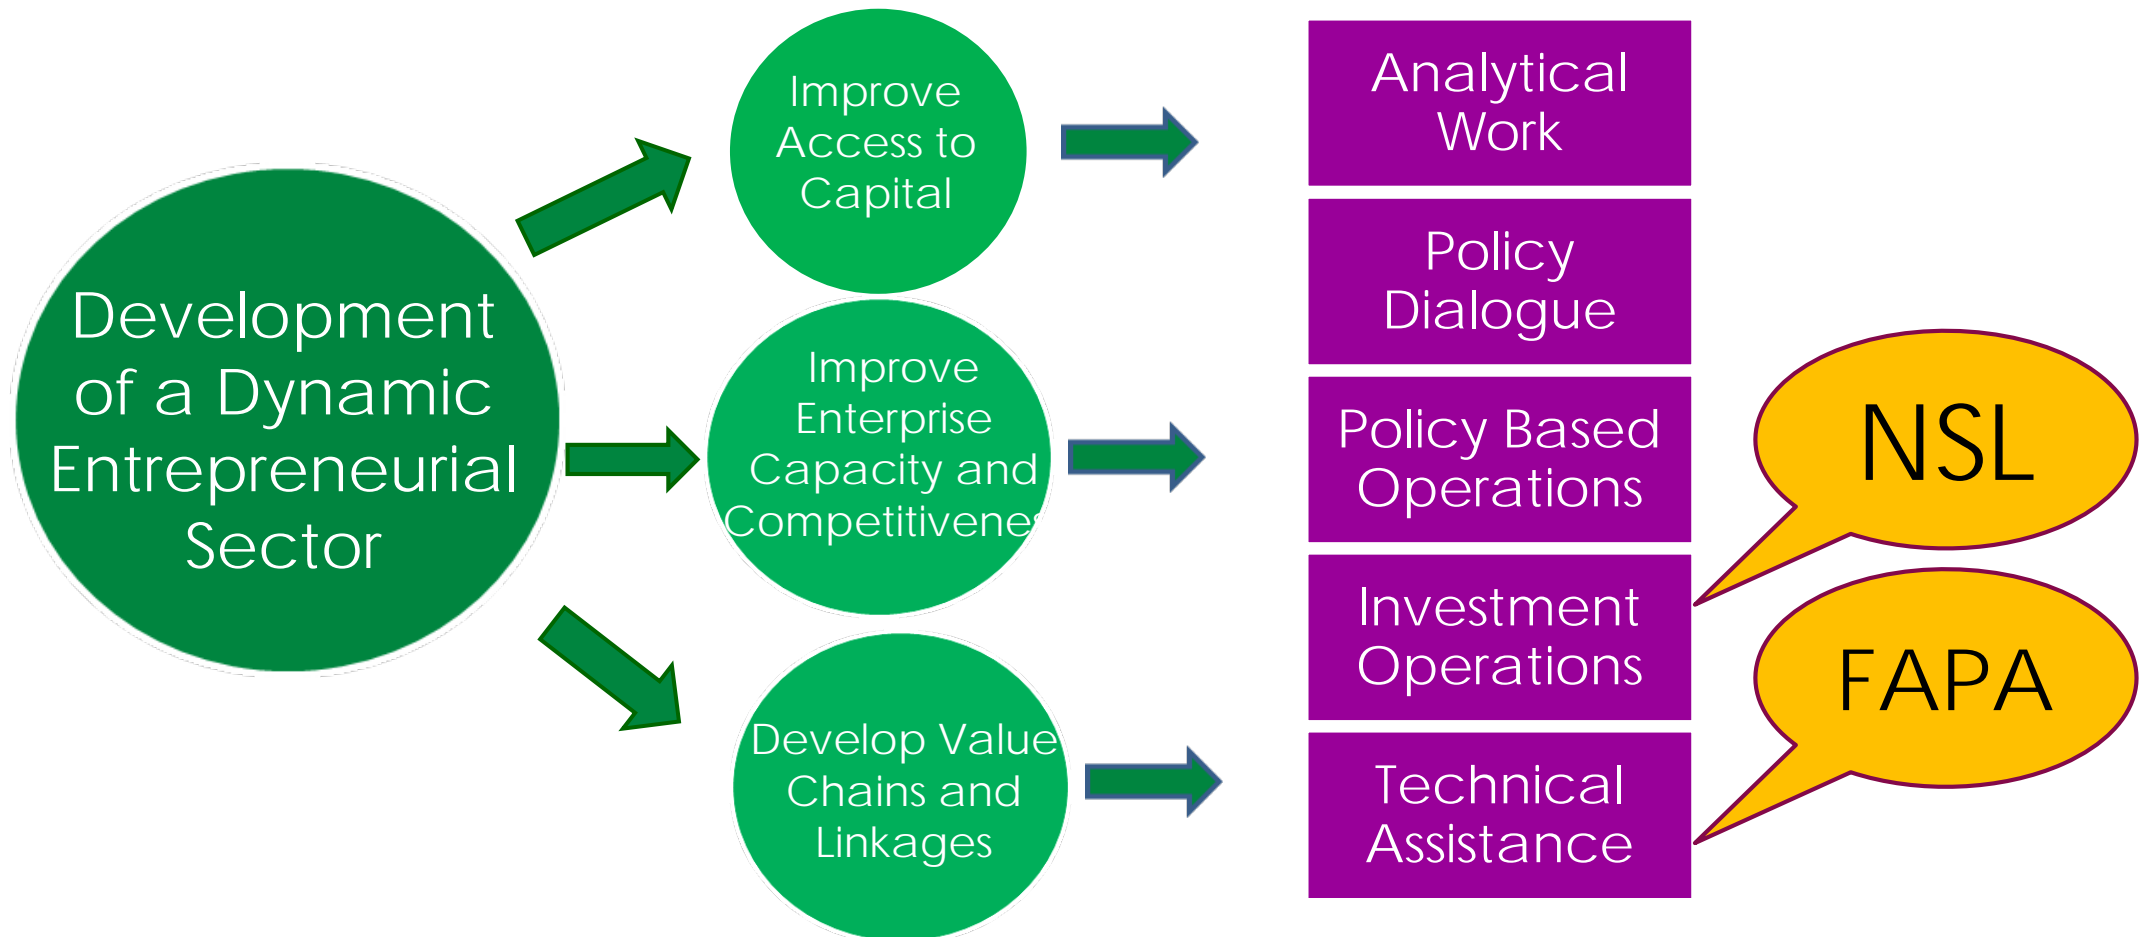 Development
of a Dynamic
Entrepreneurial
Sector
Improve
Access to
Capital
Improve
Enterprise
Capacity and
Competitivenes
Develop Value
Chains and
Linkages
Analytical
Work
Policy
Dialogue
Policy Based
Operations
Investment
Operations
Technical
Assistance
NSL
FAPA